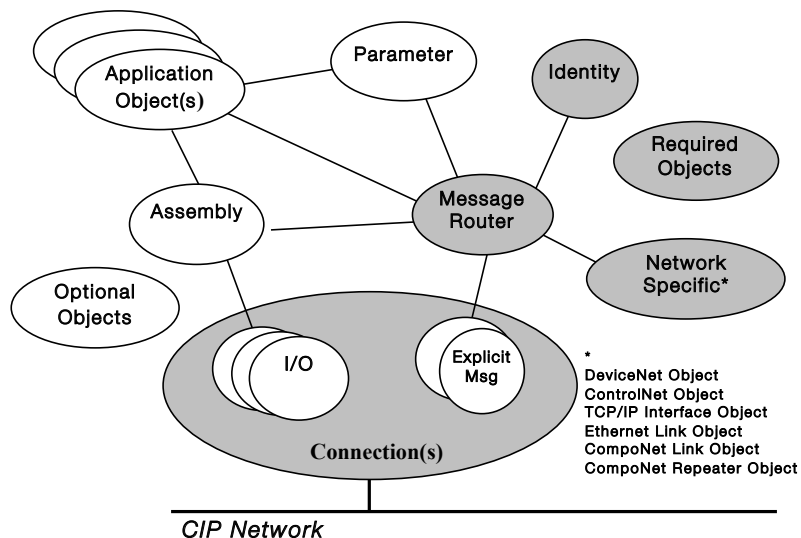 Application
Object(s)
Parameter
Identity
Required
Objects
Assembly
Message
Router
Network
Specific*
Optional
Objects
I/O
Explicit
Msg
Connection(s)
*
DeviceNet Object
ControlNet Object
TCP/IP Interface Object
Ethernet Link Object
CompoNet Link Object
CompoNet Repeater Object
CIP Network